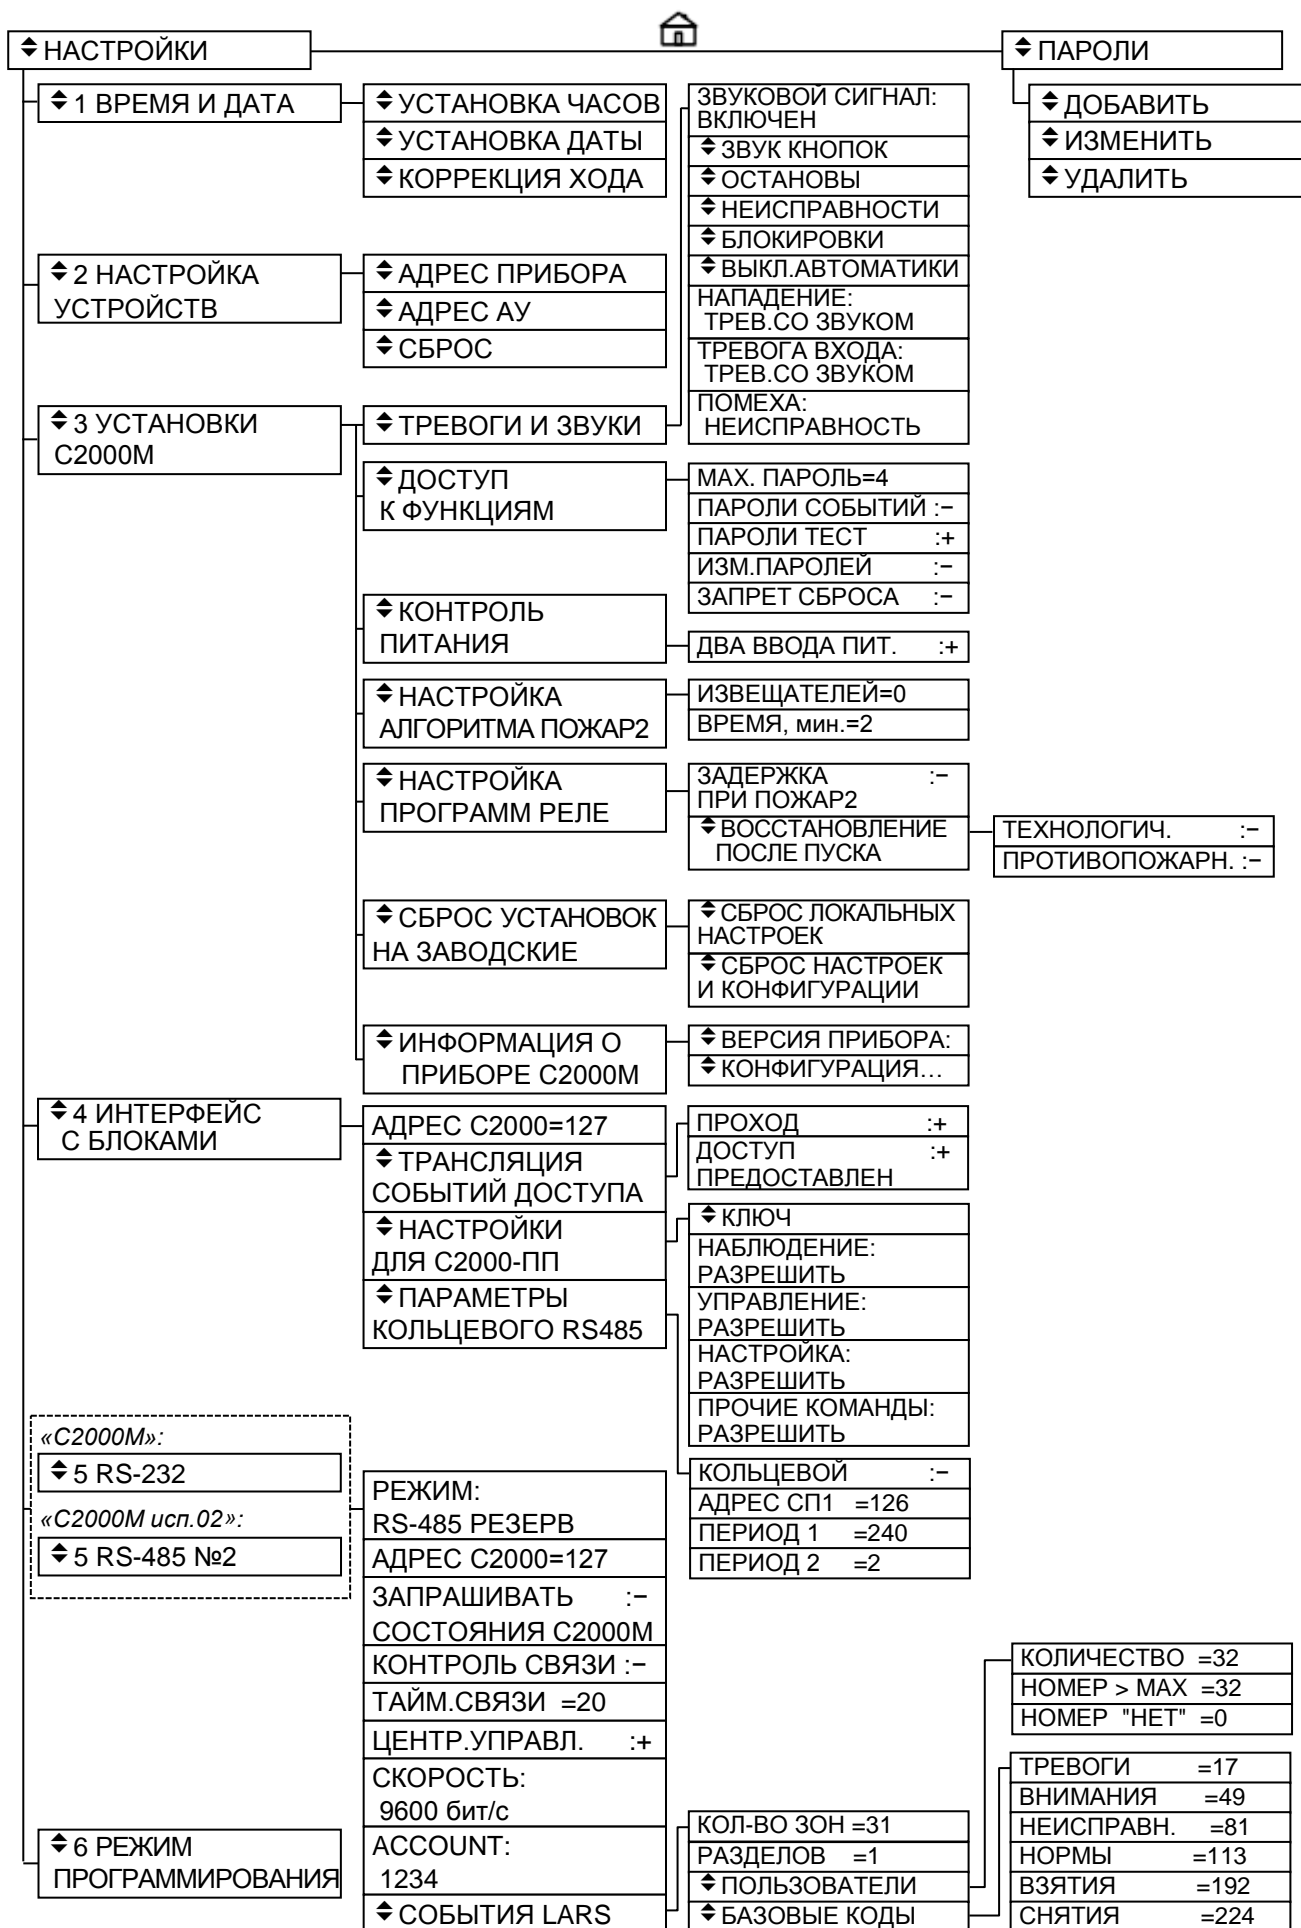 НАСТРОЙКИ
ПАРОЛИ
ДОБАВИТЬ
ИЗМЕНИТЬ
УДАЛИТЬ
1 ВРЕМЯ И ДАТА
УСТАНОВКА ЧАСОВ
УСТАНОВКА ДАТЫ
КОРРЕКЦИЯ ХОДА
2 НАСТРОЙКА
УСТРОЙСТВ
АДРЕС ПРИБОРА
АДРЕС АУ
СБРОС
3 УСТАНОВКИ
С2000М
ТРЕВОГИ И ЗВУКИ
ЗВУКОВОЙ СИГНАЛ:
ВКЛЮЧЕН
ЗВУК КНОПОК
ОСТАНОВЫ
НЕИСПРАВНОСТИ
БЛОКИРОВКИ
ВЫКЛ.АВТОМАТИКИ
НАПАДЕНИЕ:
ТРЕВ.СО ЗВУКОМ
ТРЕВОГА ВХОДА:
ТРЕВ.СО ЗВУКОМ
ПОМЕХА:
НЕИСПРАВНОСТЬ
ДОСТУП
К ФУНКЦИЯМ
МАХ. ПАРОЛЬ=4
ПАРОЛИ СОБЫТИЙ :−
ПАРОЛИ ТЕСТ :+
ИЗМ.ПАРОЛЕЙ :−
ЗАПРЕТ СБРОСА :−
КОНТРОЛЬ
ПИТАНИЯ
ДВА ВВОДА ПИТ. :+
НАСТРОЙКА
АЛГОРИТМА ПОЖАР2
ИЗВЕЩАТЕЛЕЙ=0
ВРЕМЯ, мин.=2
НАСТРОЙКА
ПРОГРАММ РЕЛЕ
ЗАДЕРЖКА :−
ПРИ ПОЖАР2
ВОССТАНОВЛЕНИЕ
ПОСЛЕ ПУСКА
ТЕХНОЛОГИЧ. :−
ПРОТИВОПОЖАРН. :−
СБРОС УСТАНОВОК
НА ЗАВОДСКИЕ
СБРОС ЛОКАЛЬНЫХ
НАСТРОЕК
СБРОС НАСТРОЕК
И КОНФИГУРАЦИИ
ИНФОРМАЦИЯ О
ПРИБОРЕ С2000М
ВЕРСИЯ ПРИБОРА:
КОНФИГУРАЦИЯ...
4 ИНТЕРФЕЙС
С БЛОКАМИ
АДРЕС С2000=127
ТРАНСЛЯЦИЯ
СОБЫТИЙ ДОСТУПА
НАСТРОЙКИ
ДЛЯ С2000-ПП
ПАРАМЕТРЫ
КОЛЬЦЕВОГО RS485
ПРОХОД :+
ДОСТУП :+
ПРЕДОСТАВЛЕН
КЛЮЧ
НАБЛЮДЕНИЕ:
РАЗРЕШИТЬ
УПРАВЛЕНИЕ:
РАЗРЕШИТЬ
НАСТРОЙКА:
РАЗРЕШИТЬ
ПРОЧИЕ КОМАНДЫ:
РАЗРЕШИТЬ
КОЛЬЦЕВОЙ :−
АДРЕС СП1 =126
ПЕРИОД 1 =240
ПЕРИОД 2 =2
«С2000М»:
5 RS-232
«С2000М исп.02»:
5 RS-485 №2
РЕЖИМ:
RS-485 РЕЗЕРВ
АДРЕС С2000=127
ЗАПРАШИВАТЬ :−
СОСТОЯНИЯ С2000М
КОНТРОЛЬ СВЯЗИ :−
ТАЙМ.СВЯЗИ =20
ЦЕНТР.УПРАВЛ. :+
СКОРОСТЬ:
9600 бит/с
ACCOUNT:
1234
СОБЫТИЯ LARS
КОЛ-ВО ЗОН =31
РАЗДЕЛОВ =1
ПОЛЬЗОВАТЕЛИ
БАЗОВЫЕ КОДЫ
КОЛИЧЕСТВО =32
НОМЕР > МАХ =32
НОМЕР "НЕТ" =0
ТРЕВОГИ =17
ВНИМАНИЯ =49
НЕИСПРАВН. =81
НОРМЫ =113
ВЗЯТИЯ =192
СНЯТИЯ =224
6 РЕЖИМ
ПРОГРАММИРОВАНИЯ